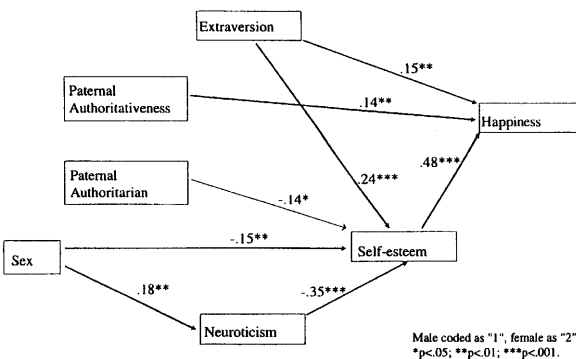 Extraversion
.15**
Paternal
Authoritativeness
.14**
Happiness
Paternal
Authoritarian
.24***
.48***
-.14*
Sex
-.15**
Self-esteem
.18**
-.35***
Neuroticism
Male coded as "1", female as "2"
*p<.05; **p<.01; ***p<.001.